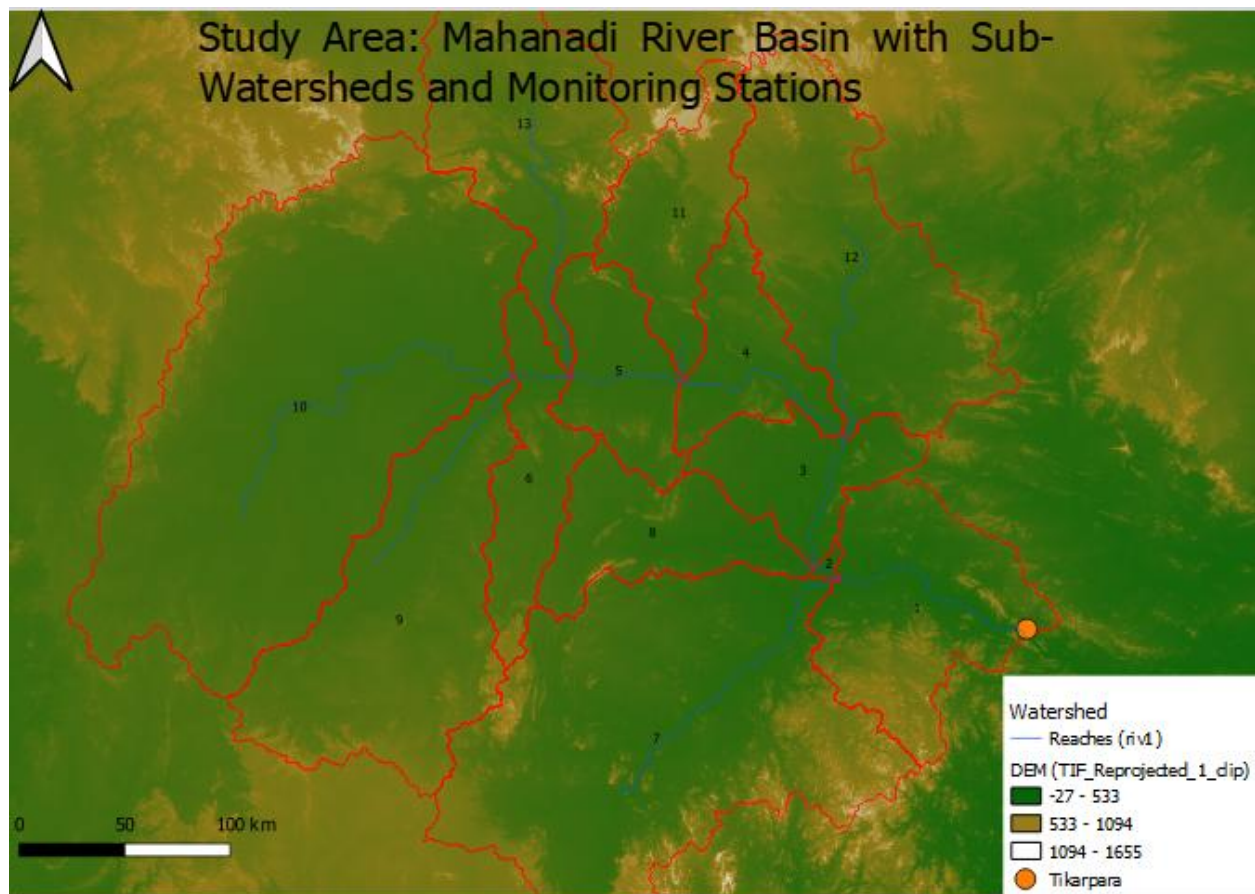 Study Area: Mahanadi River Basin with Sub-
Watersheds and Monitoring Stations
13
11
12
4
5
10
3
6
8
2
1
9
7
Watershed
Reaches (riv1)
DEM (TIF_Reprojected_1_clip)
-27 - 533
533 - 1094
1094 - 1655
Tikarpara
0 50 100 km